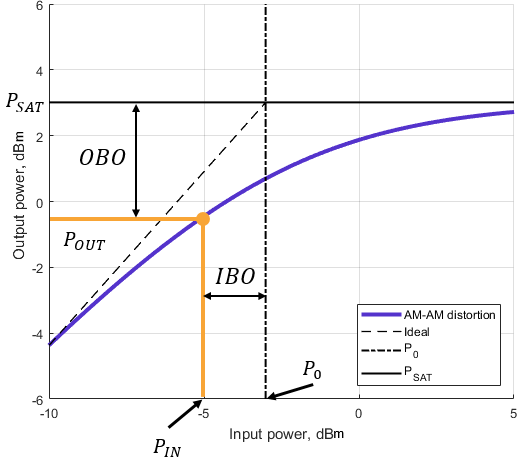 6
4
P_SAT
2
OBO
0
P_OUT
-2
IBO
-4
AM-AM distortion
Ideal
P_0
P_SAT
P_0
-6
-10
-5
0
5
P_IN
Input power, dBm
Output power, dBm